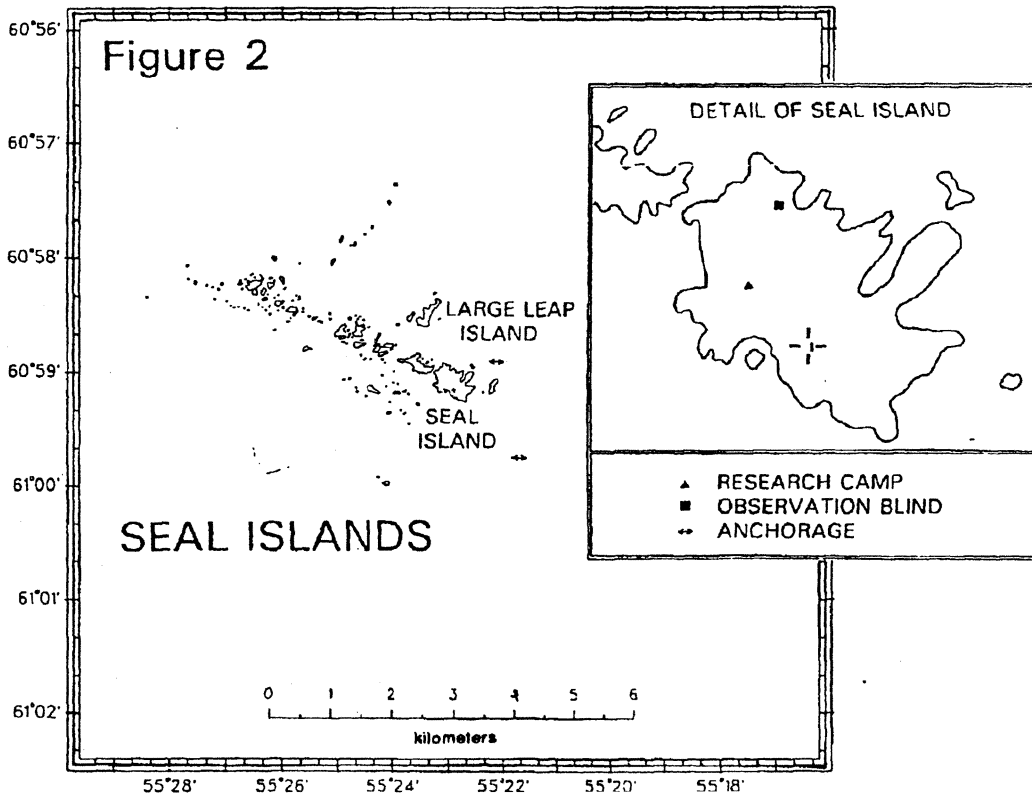 Figure 2
60°56'
60°57'
60°58'
60°59'
61°00'
61°01'
61°02'
DETAIL OF SEAL ISLAND
LARGE LEAP
ISLAND
SEAL
ISLAND
RESEARCH CAMP
OBSERVATION BLIND
ANCHORAGE
SEAL ISLANDS
0 1 2 3 4 5 6
kilometers
55°28' 55°26' 55°24' 55°22' 55°20' 55°18'